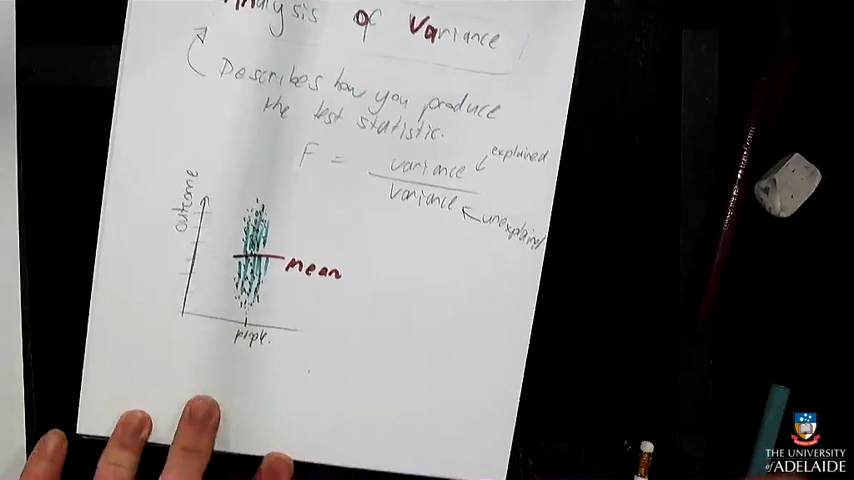 Analysis of Variance
Describes how you produce
the test statistic.
F = variance explained
variance unexplained
outcome
mean
people.
THE UNIVERSITY
of ADELAIDE